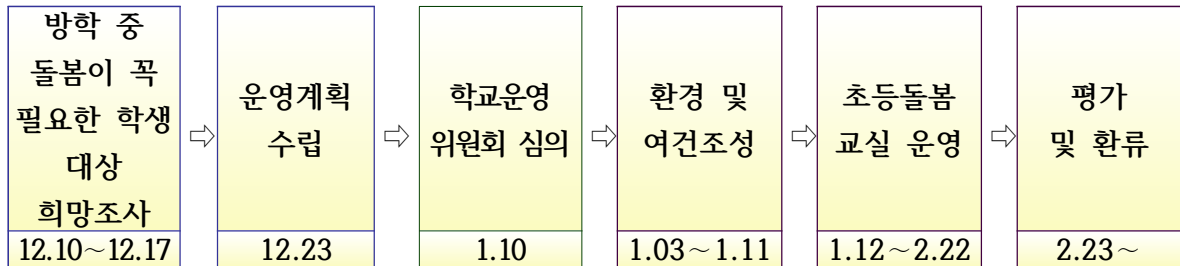 방학 중
돌봄이 꼭
필요한 학생
대상
희망조사
12.10~12.17
⇨
운영계획
수립
12.23
⇨
학교운영
위원회 심의
1.10
⇨
환경 및
여건조성
1.03~1.11
⇨
초등돌봄
교실 운영
1.12~2.22
⇨
평가
및 환류
2.23~